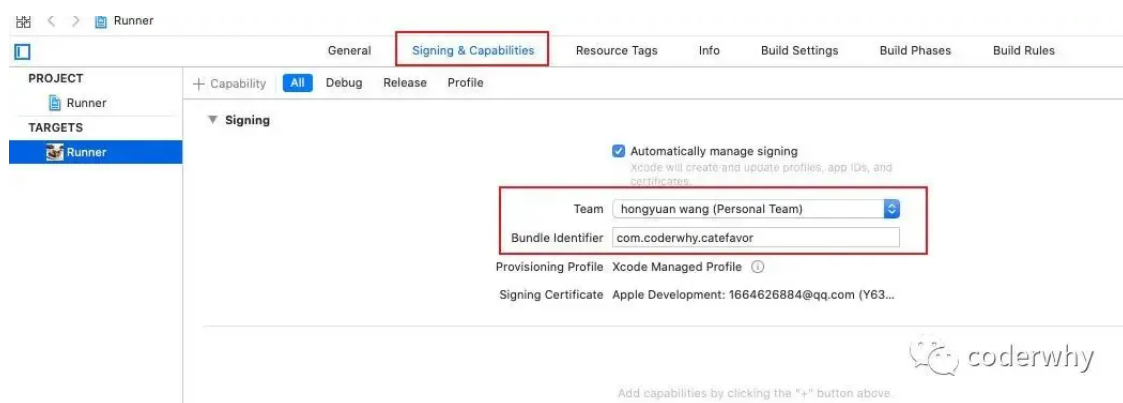 Runner
General Signing & Capabilities Resource Tags Info Build Settings Build Phases Build Rules
PROJECT
Runner
TARGETS
Runner
+ Capability All Debug Release Profile
Signing
Automatically manage signing
Xcode will create and update profiles, app IDs, and
certificates.
Team hongyuan wang (Personal Team)
Bundle Identifier com.coderwhy.catefavor
Provisioning Profile Xcode Managed Profile
Signing Certificate Apple Development: 1664626884@qq.com (Y63...
coderwhy
Add capabilities by clicking the "+" button above.